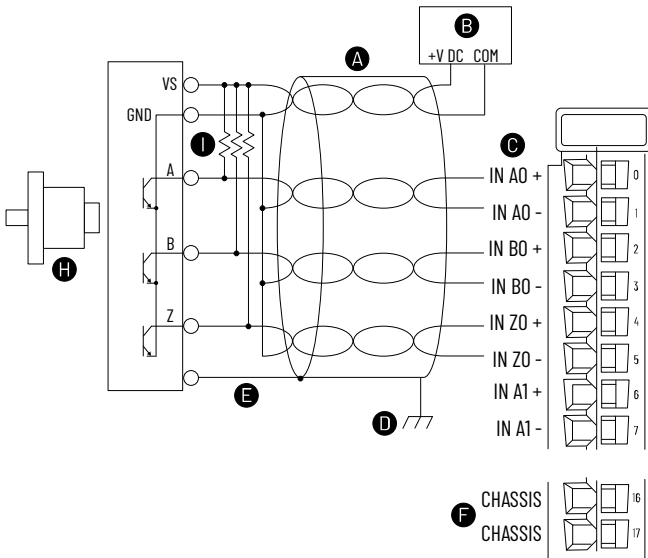 B
+V DC COM
A
VS
GND
I
C
A
IN A0 + 0
IN A0 - 1
B
IN B0 + 2
H
IN B0 - 3
Z
IN Z0 + 4
IN Z0 - 5
E
IN A1 + 6
D
IN A1 - 7
CHASSIS 16
F
CHASSIS 17